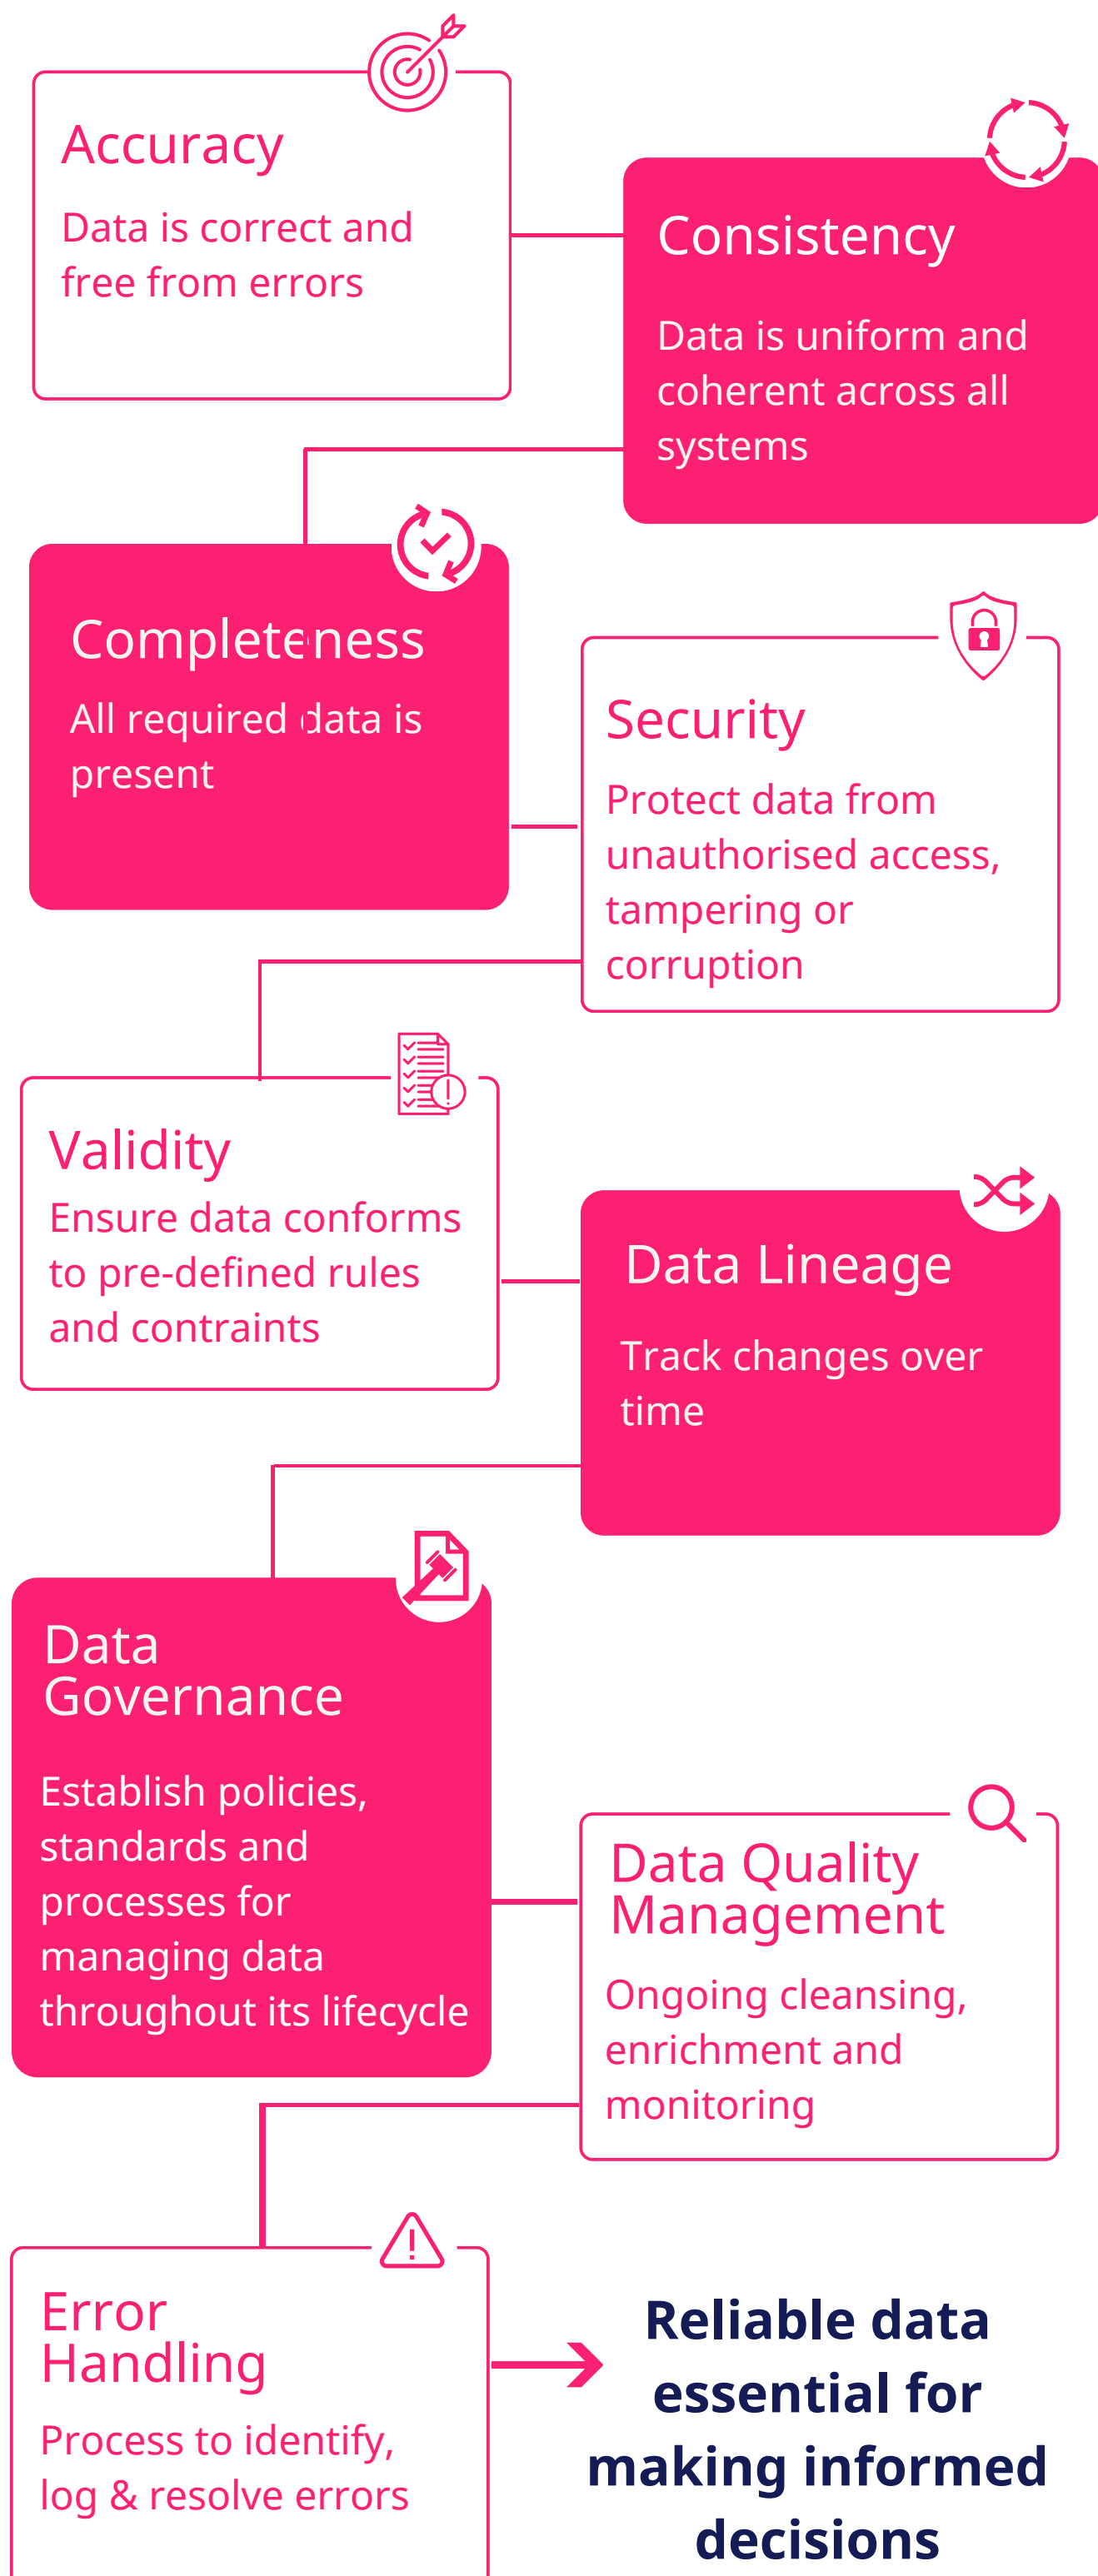 Accuracy
Data is correct and
free from errors
Consistency
Data is uniform and
coherent across all
systems
Completeness
All required data is
present
Security
Protect data from
unauthorised access,
tampering or
corruption
Validity
Ensure data conforms
to pre-defined rules
and contraints
Data Lineage
Track changes over
time
Data
Governance
Establish policies,
standards and
processes for
managing data
throughout its lifecycle
Data Quality
Management
Ongoing cleansing,
enrichment and
monitoring
Error
Handling
Process to identify,
log & resolve errors
Reliable data
essential for
making informed
decisions